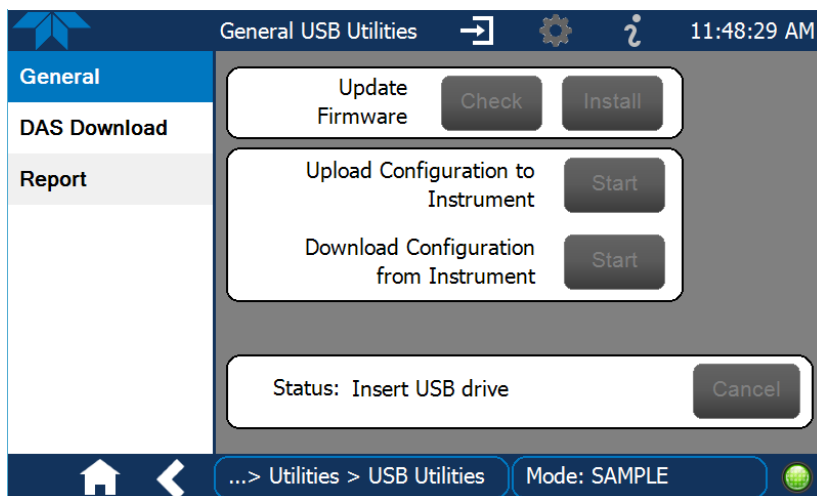 General USB Utilities
11:48:29 AM
General
DAS Download
Report
Update
Firmware
Check
Install
Upload Configuration to
Instrument
Start
Download Configuration
from Instrument
Start
Status: Insert USB drive
Cancel
...> Utilities > USB Utilities
Mode: SAMPLE